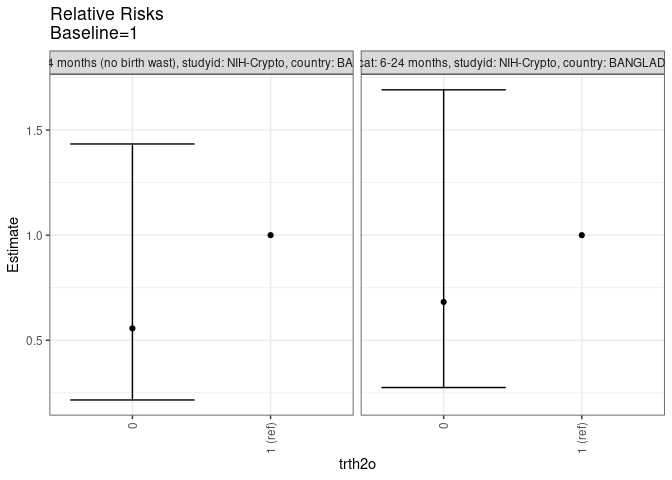 Relative Risks
Baseline=1
4 months (no birth wast), studyid: NIH-Crypto, country: BA
cat: 6-24 months, studyid: NIH-Crypto, country: BANGLAD
1.5
1.0
0.5
Estimate
0
1 (ref)
0
1 (ref)
trth2o